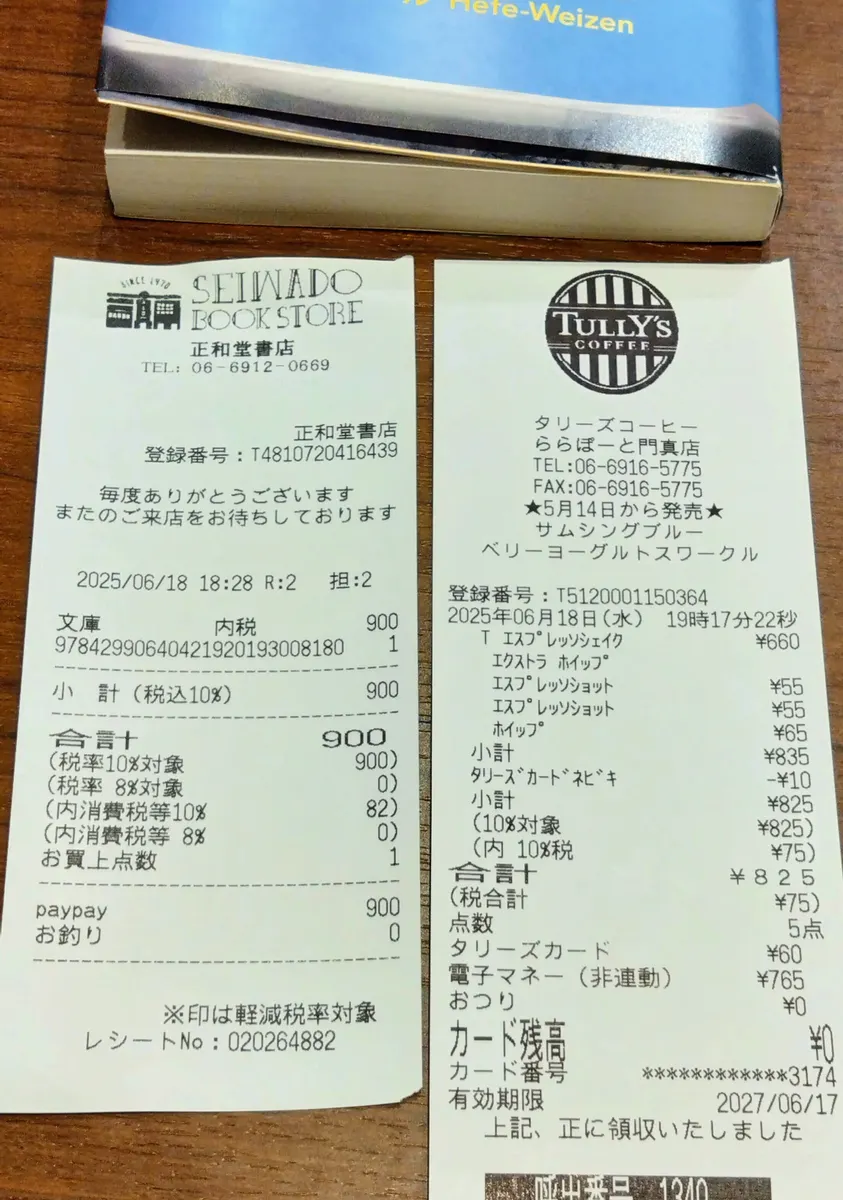 Hefe-Weizen
SINCE 1970
SEIWADO
BOOK STORE
正和堂書店
TEL: 06-6912-0669
正和堂書店
登録番号:T4810720416439
毎度ありがとうございます
またのご来店をお待ちしております
2025/06/18 18:28 R:2 担:2
文庫 内税 900
97842990640421920193008180 1
小 計(税込10%) 900
合計 900
(税率10%対象 900)
(税率 8%対象 0)
(内消費税等10% 82)
(内消費税等 8% 0)
お買上点数 1
paypay 900
お釣り 0
※印は軽減税率対象
レシートNo:020264882
TULLY'S
COFFEE
タリーズコーヒー
ららぽーと門真店
TEL:06-6916-5775
FAX:06-6916-5775
★5月14日から発売★
サムシングブルー
ベリーヨーグルトスワークル
登録番号:T5120001150364
2025年06月18日(水) 19時17分22秒
T エスプレッソシェイク ¥660
エクストラ ホイップ
エスプレッソショット ¥55
エスプレッソショット ¥55
ホイップ ¥65
小計 ¥835
タリーズカードネビキ -¥10
小計 ¥825
(10%対象 ¥825)
(内 10%税 ¥75)
合計 ¥825
(税合計 ¥75)
点数 5点
タリーズカード ¥60
電子マネー(非連動) ¥765
おつり ¥0
カード残高 ¥0
カード番号 ************3174
有効期限 2027/06/17
上記、正に領収いたしました
呼出番号 1340